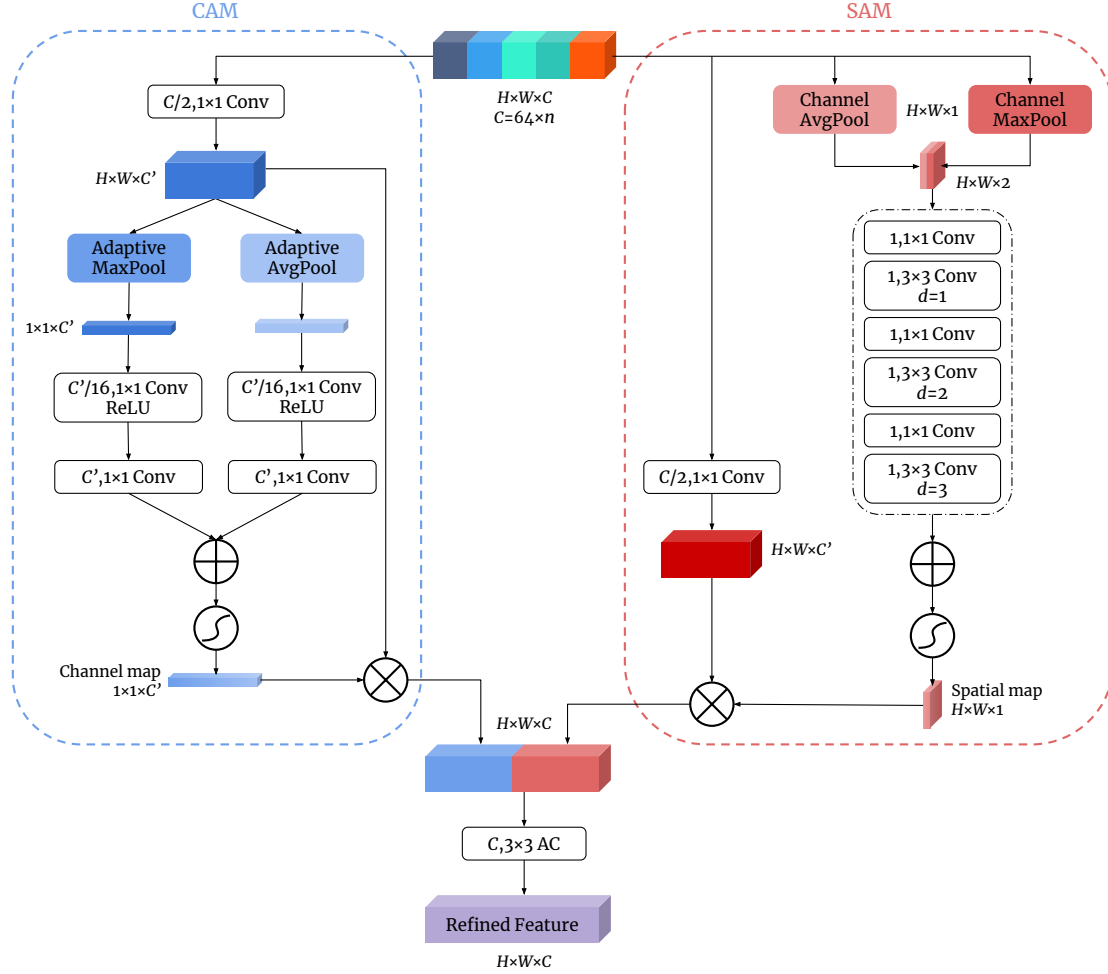 CAM
SAM
H×W×C
C=64×n
C/2,1×1 Conv
H×W×C’
Adaptive
MaxPool
Adaptive
AvgPool
1×1×C’
C’/16,1×1 Conv
ReLU
C’/16,1×1 Conv
ReLU
C’,1×1 Conv
C’,1×1 Conv
Channel map
1×1×C’
Channel
AvgPool
H×W×1
Channel
MaxPool
H×W×2
1,1×1 Conv
1,3×3 Conv
d=1
1,1×1 Conv
1,3×3 Conv
d=2
1,1×1 Conv
1,3×3 Conv
d=3
C/2,1×1 Conv
H×W×C’
Spatial map
H×W×1
H×W×C
C,3×3 AC
Refined Feature
H×W×C